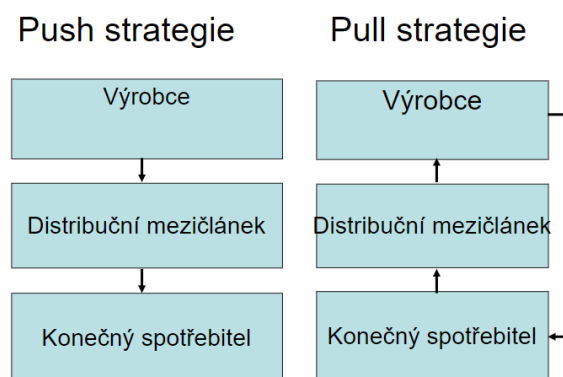 Push strategie
Výrobce
Distribuční mezičlánek
Konečný spotřebitel
Pull strategie
Výrobce
Distribuční mezičlánek
Konečný spotřebitel